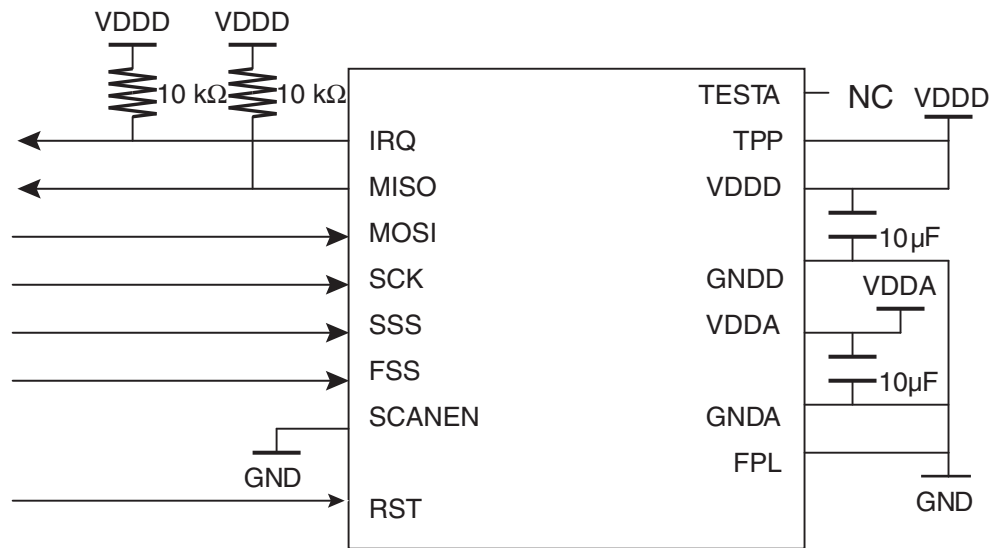 VDDD
VDDD
10 kΩ
10 kΩ
TESTA
NC
VDDD
IRQ
TPP
MISO
VDDD
MOSI
10µF
SCK
GNDD
VDDA
SSS
VDDA
FSS
10µF
SCANEN
GNDA
GND
FPL
GND
RST